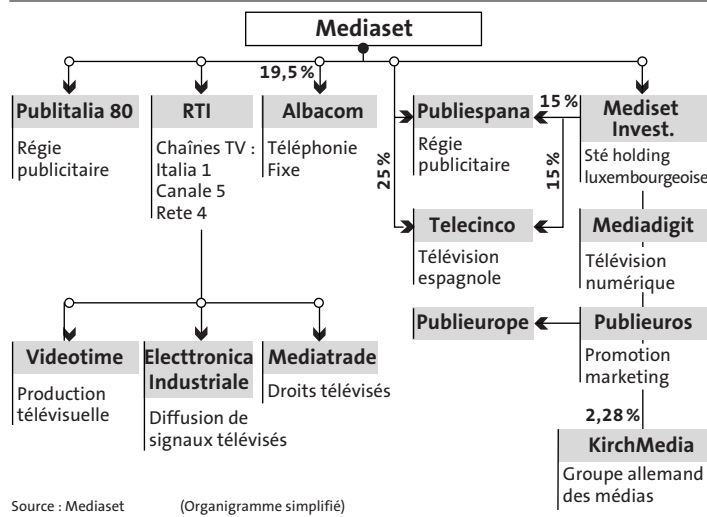 Mediaset
19,5 %
Publitalia 80
Régie
publicitaire
RTI
Chaînes TV :
Italia 1
Canale 5
Rete 4
Albacom
Téléphonie
Fixe
25 %
Publiespana
Régie
publicitaire
15 %
15 %
Mediset
Invest.
Sté holding
luxembourgeoise
Telecinco
Télévision
espagnole
Mediadigit
Télévision
numérique
Videotime
Production
télévisuelle
Electtronica
Industriale
Diffusion de
signaux télévisés
Mediatrade
Droits télévisés
Publieurope
Publieuros
Promotion
marketing
2,28 %
KirchMedia
Groupe allemand
des médias
Source : Mediaset (Organigramme simplifié)